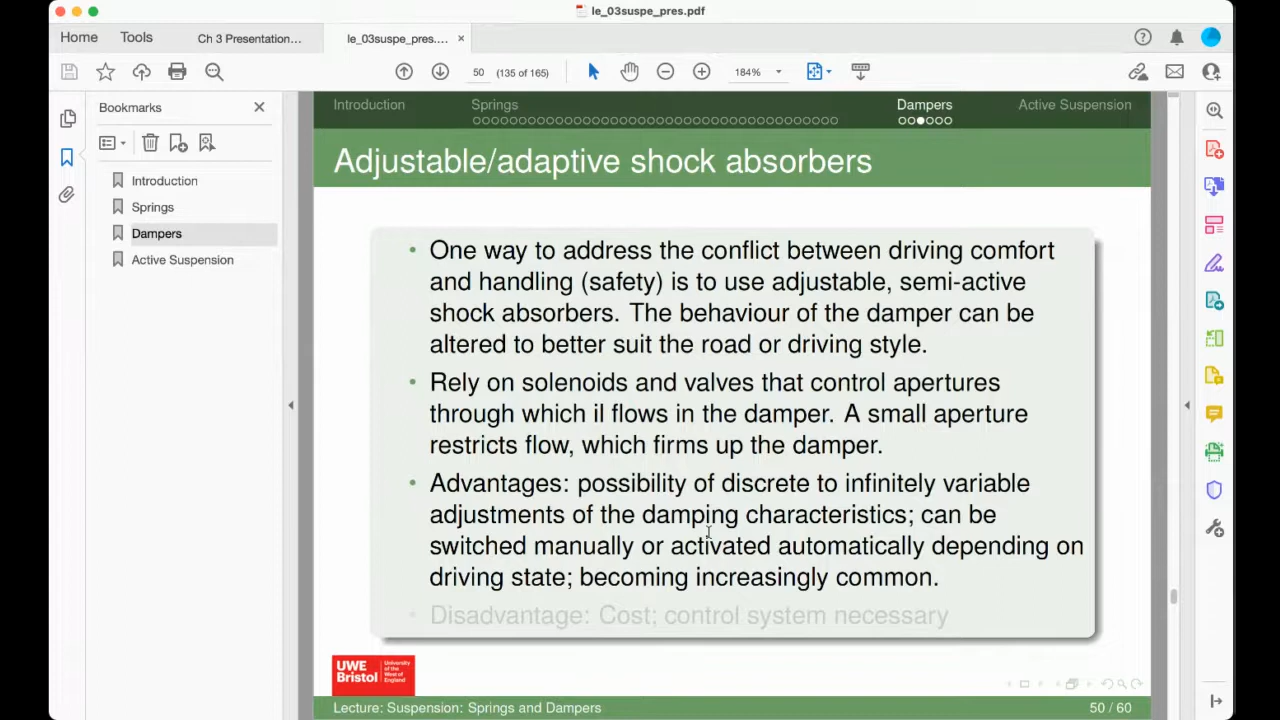 le_03suspe_pres.pdf
Home
Tools
Ch 3 Presentation...
le_03suspe_pres.... ×
50
(135 of 165)
184%
Bookmarks
Introduction
Springs
Dampers
Active Suspension
Introduction
Springs
Dampers
Active Suspension
Adjustable/adaptive shock absorbers
• One way to address the conflict between driving comfort
and handling (safety) is to use adjustable, semi-active
shock absorbers. The behaviour of the damper can be
altered to better suit the road or driving style.
• Rely on solenoids and valves that control apertures
through which il flows in the damper. A small aperture
restricts flow, which firms up the damper.
• Advantages: possibility of discrete to infinitely variable
adjustments of the damping characteristics; can be
switched manually or activated automatically depending on
driving state; becoming increasingly common.
• Disadvantage: Cost; control system necessary
UWE
Bristol
University
of the
West of
England
Lecture: Suspension: Springs and Dampers
50 / 60